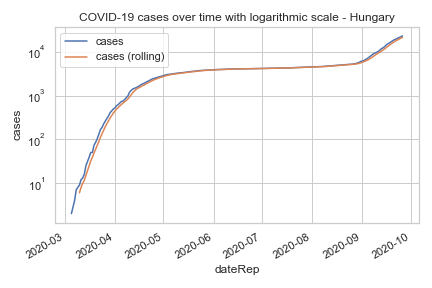 COVID-19 cases over time with logarithmic scale - Hungary
cases
cases (rolling)
10⁴
10³
10²
10¹
cases
2020-03
2020-04
2020-05
2020-06
2020-07
2020-08
2020-09
2020-10
dateRep